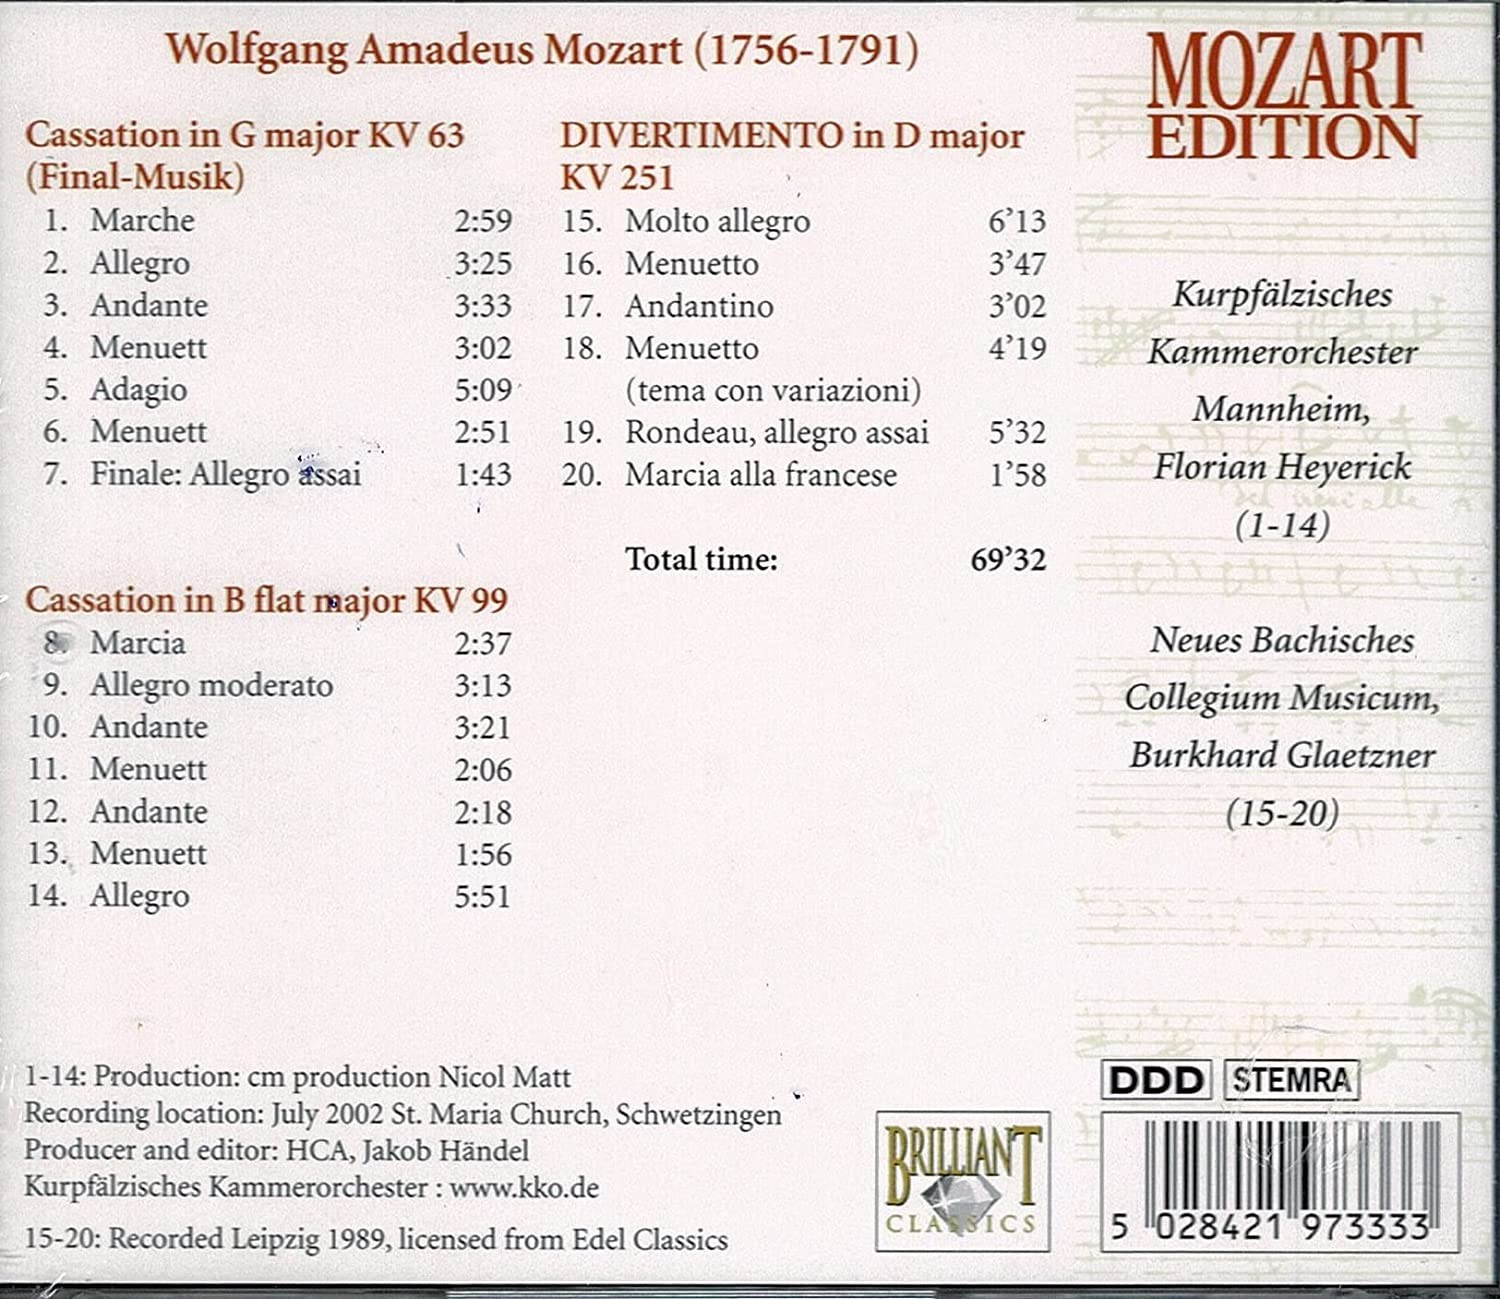 Wolfgang Amadeus Mozart (1756-1791)
Cassation in G major KV 63
(Final-Musik)
1. Marche 2:59
2. Allegro 3:25
3. Andante 3:33
4. Menuett 3:02
5. Adagio 5:09
6. Menuett 2:51
7. Finale: Allegro assai 1:43
Cassation in B flat major KV 99
8. Marcia 2:37
9. Allegro moderato 3:13
10. Andante 3:21
11. Menuett 2:06
12. Andante 2:18
13. Menuett 1:56
14. Allegro 5:51
DIVERTIMENTO in D major
KV 251
15. Molto allegro 6'13
16. Menuetto 3'47
17. Andantino 3'02
18. Menuetto 4'19
(tema con variazioni)
19. Rondeau, allegro assai 5'32
20. Marcia alla francese 1'58
Total time: 69'32
MOZART
EDITION
Kurpfälzisches
Kammerorchester
Mannheim,
Florian Heyerick
(1-14)
Neues Bachisches
Collegium Musicum,
Burkhard Glaetzner
(15-20)
1-14: Production: cm production Nicol Matt
Recording location: July 2002 St. Maria Church, Schwetzingen
Producer and editor: HCA, Jakob Händel
Kurpfälzisches Kammerorchester : www.kko.de
15-20: Recorded Leipzig 1989, licensed from Edel Classics
BRILLIANT
CLASSICS
DDD STEMRA
5 028421 973333